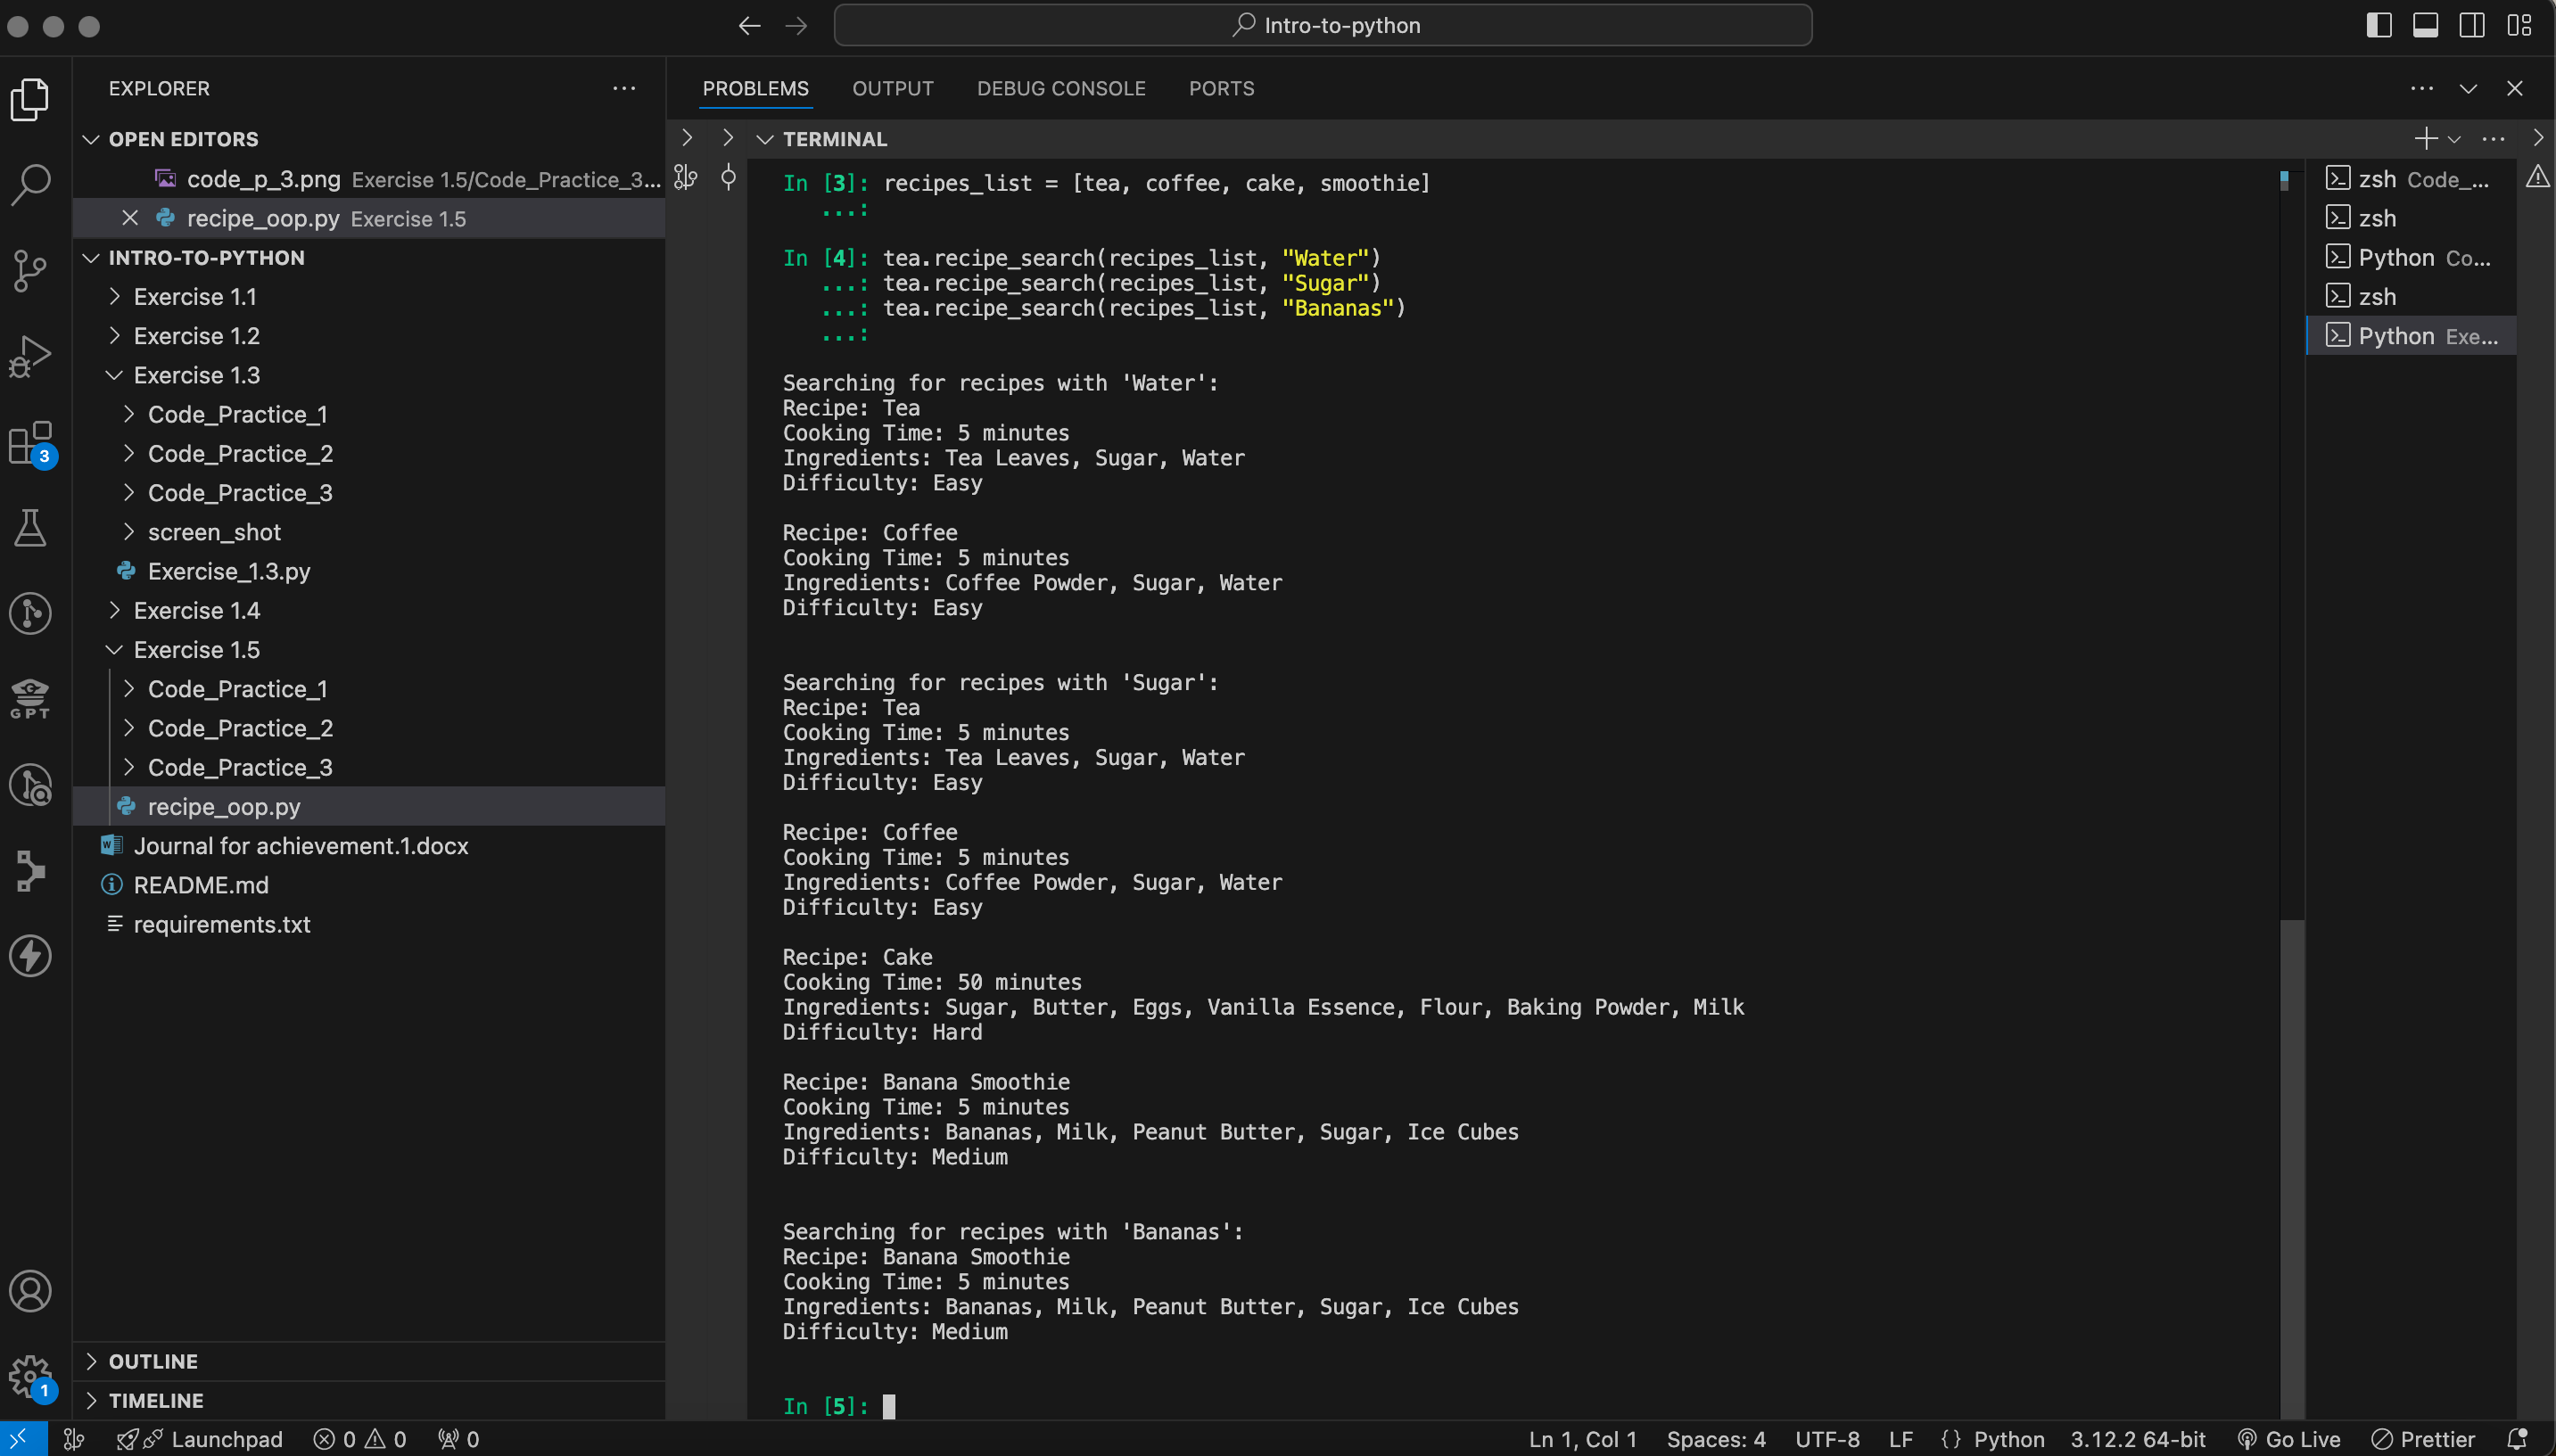 Intro-to-python
EXPLORER
OPEN EDITORS
code_p_3.png Exercise 1.5/Code_Practice_3...
recipe_oop.py Exercise 1.5
INTRO-TO-PYTHON
Exercise 1.1
Exercise 1.2
Exercise 1.3
Code_Practice_1
Code_Practice_2
Code_Practice_3
screen_shot
Exercise_1.3.py
Exercise 1.4
Exercise 1.5
Code_Practice_1
Code_Practice_2
Code_Practice_3
recipe_oop.py
Journal for achievement.1.docx
README.md
requirements.txt
OUTLINE
TIMELINE
3
GPT
1
PROBLEMS OUTPUT DEBUG CONSOLE PORTS
TERMINAL
In [3]: recipes_list = [tea, coffee, cake, smoothie]
...:
In [4]: tea.recipe_search(recipes_list, "Water")
...: tea.recipe_search(recipes_list, "Sugar")
...: tea.recipe_search(recipes_list, "Bananas")
...:
Searching for recipes with 'Water':
Recipe: Tea
Cooking Time: 5 minutes
Ingredients: Tea Leaves, Sugar, Water
Difficulty: Easy
Recipe: Coffee
Cooking Time: 5 minutes
Ingredients: Coffee Powder, Sugar, Water
Difficulty: Easy
Searching for recipes with 'Sugar':
Recipe: Tea
Cooking Time: 5 minutes
Ingredients: Tea Leaves, Sugar, Water
Difficulty: Easy
Recipe: Coffee
Cooking Time: 5 minutes
Ingredients: Coffee Powder, Sugar, Water
Difficulty: Easy
Recipe: Cake
Cooking Time: 50 minutes
Ingredients: Sugar, Butter, Eggs, Vanilla Essence, Flour, Baking Powder, Milk
Difficulty: Hard
Recipe: Banana Smoothie
Cooking Time: 5 minutes
Ingredients: Bananas, Milk, Peanut Butter, Sugar, Ice Cubes
Difficulty: Medium
Searching for recipes with 'Bananas':
Recipe: Banana Smoothie
Cooking Time: 5 minutes
Ingredients: Bananas, Milk, Peanut Butter, Sugar, Ice Cubes
Difficulty: Medium
In [5]:
zsh Code_...
zsh
Python Co...
zsh
Python Exe...
Launchpad 0 0 0 Ln 1, Col 1 Spaces: 4 UTF-8 LF {} Python 3.12.2 64-bit Go Live Prettier